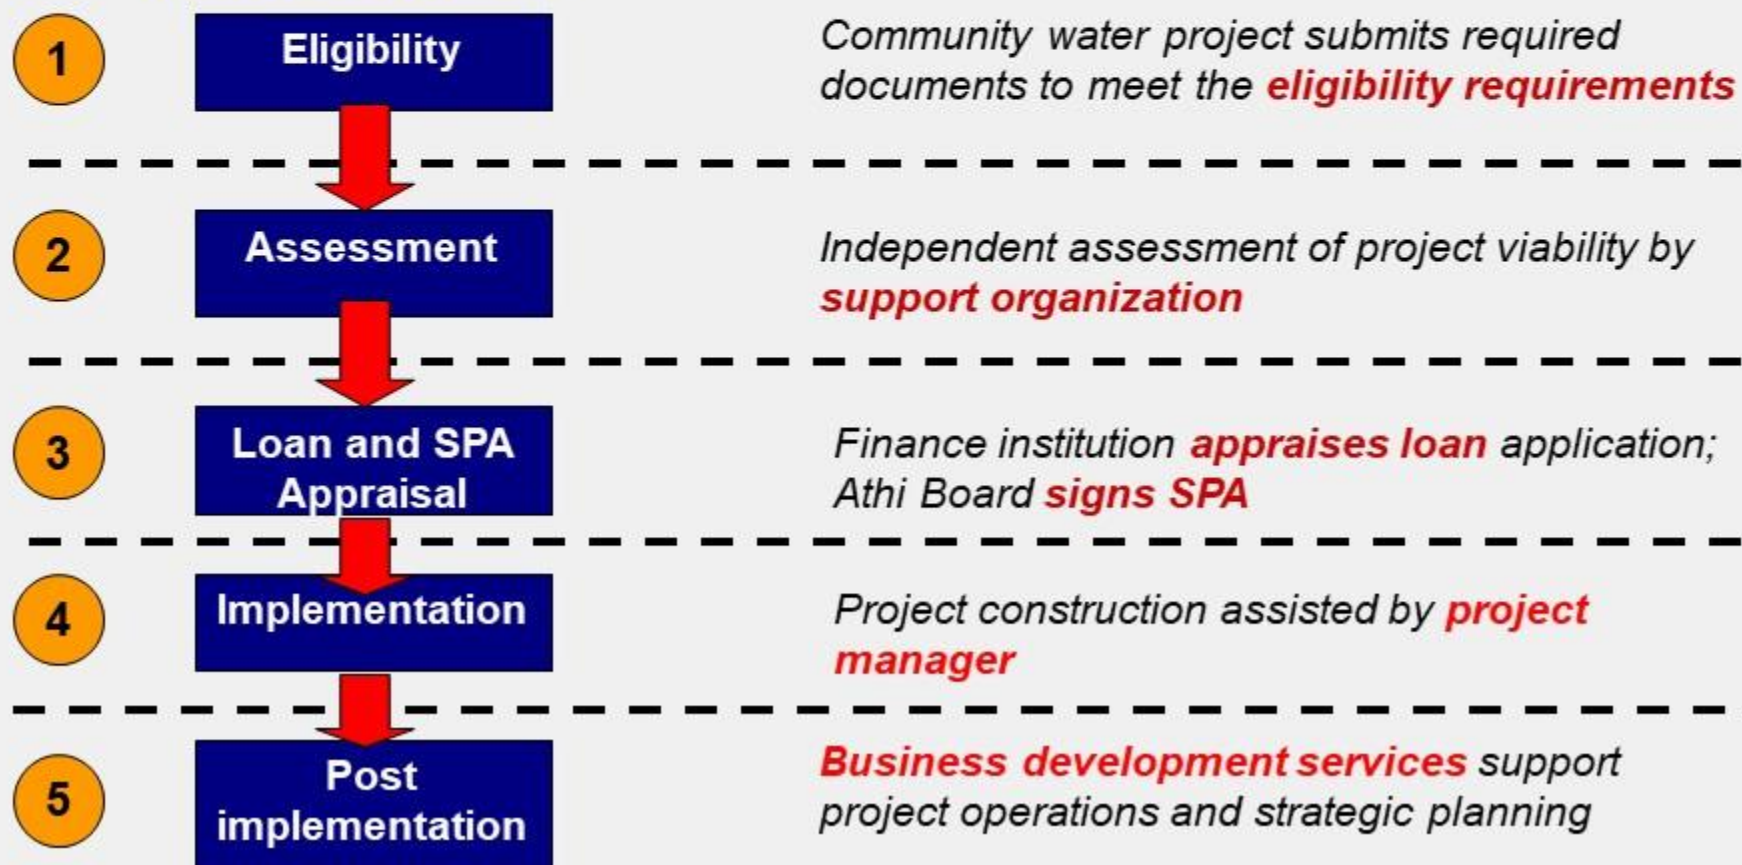 1
Eligibility
Community water project submits required
documents to meet the eligibility requirements
2
Assessment
Independent assessment of project viability by
support organization
3
Loan and SPA
Appraisal
Finance institution appraises loan application;
Athi Board signs SPA
4
Implementation
Project construction assisted by project
manager
5
Post
implementation
Business development services support
project operations and strategic planning